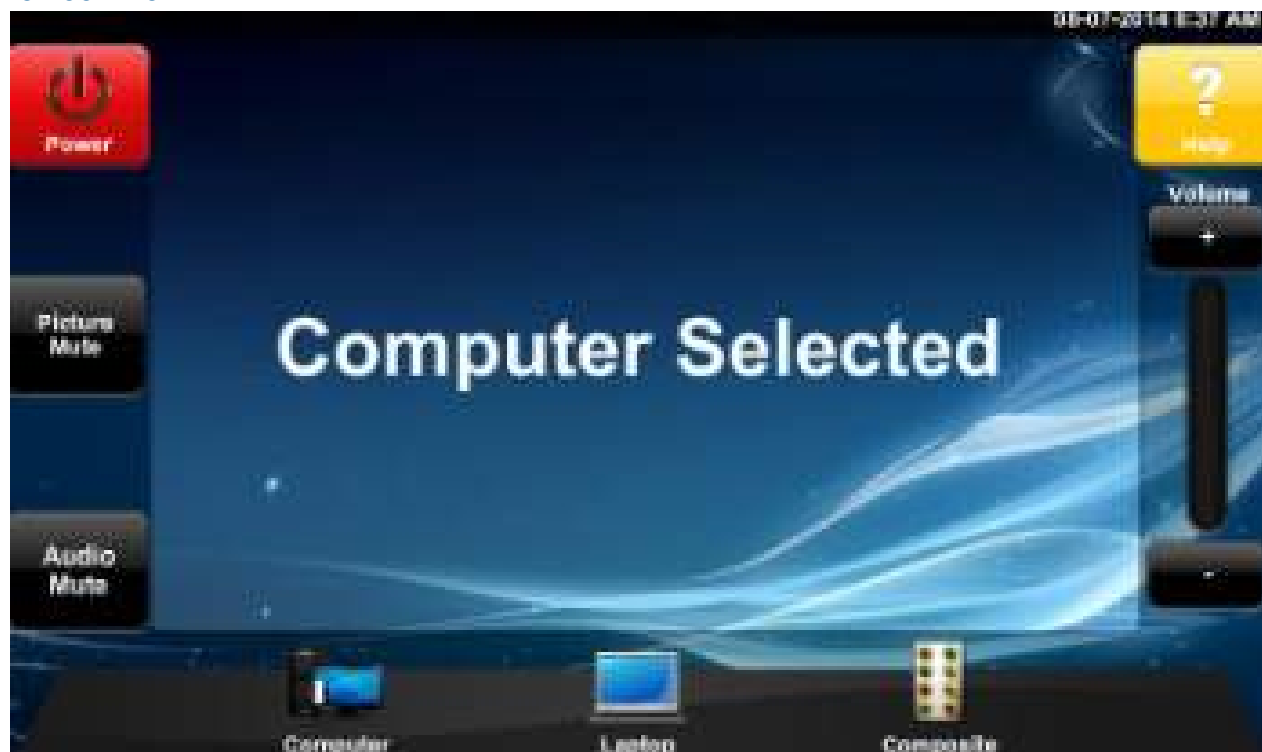 08-07-2014 8:37 AM
Power
?
Help
Volume
+
Picture
Mute
Computer Selected
Audio
Mute
-
Computer
Laptop
Composite